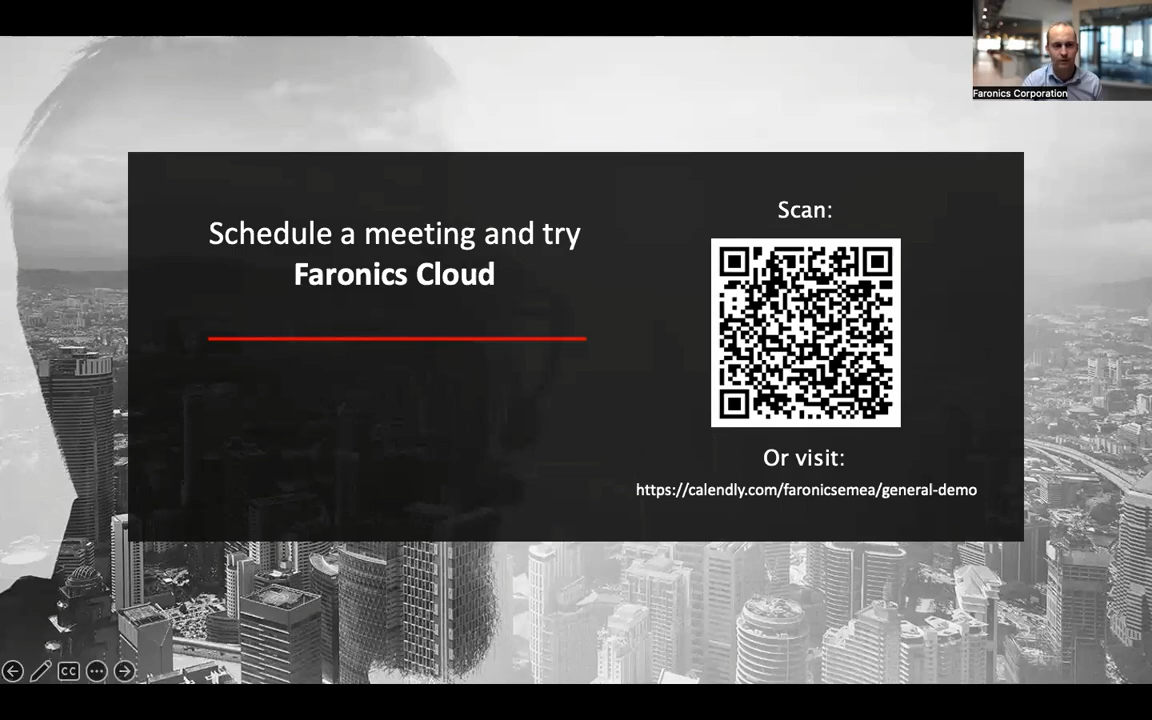 Faronics Corporation
Schedule a meeting and try
Faronics Cloud
Scan:
Or visit:
https://calendly.com/faronicsemea/general-demo
CC